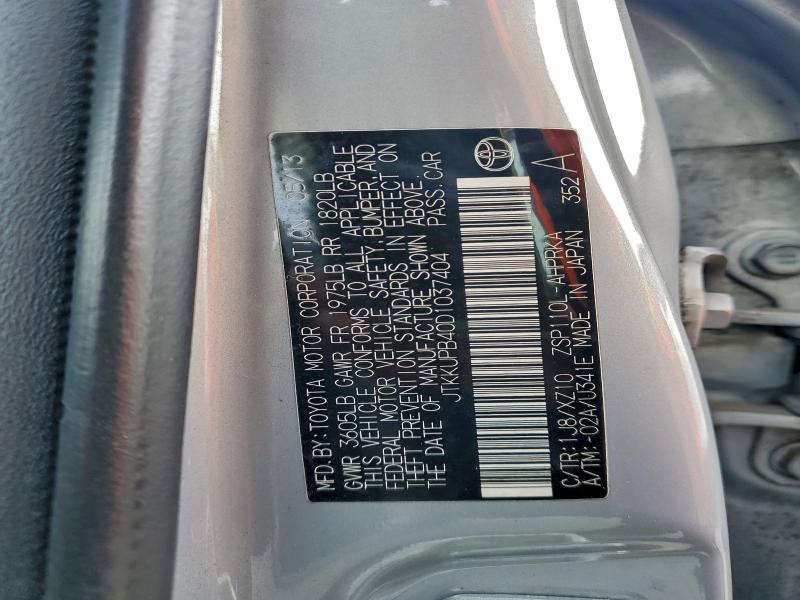 MFD.BY:TOYOTA MOTOR CORPORATION 05/13
GVWR 3605LB GAWR FR 1975LB RR 1820LB
THIS VEHICLE CONFORMS TO ALL APPLICABLE
FEDERAL MOTOR VEHICLE SAFETY, BUMPER, AND
THEFT PREVENTION STANDARDS IN EFFECT ON
THE DATE OF MANUFACTURE SHOWN ABOVE.
JTKKUPB40D1037404 PASS.CAR
C/TR:1J8/XZ10 ZSP110L-AHPRKA
A/TM:-02A/U341E MADE IN JAPAN 352 A